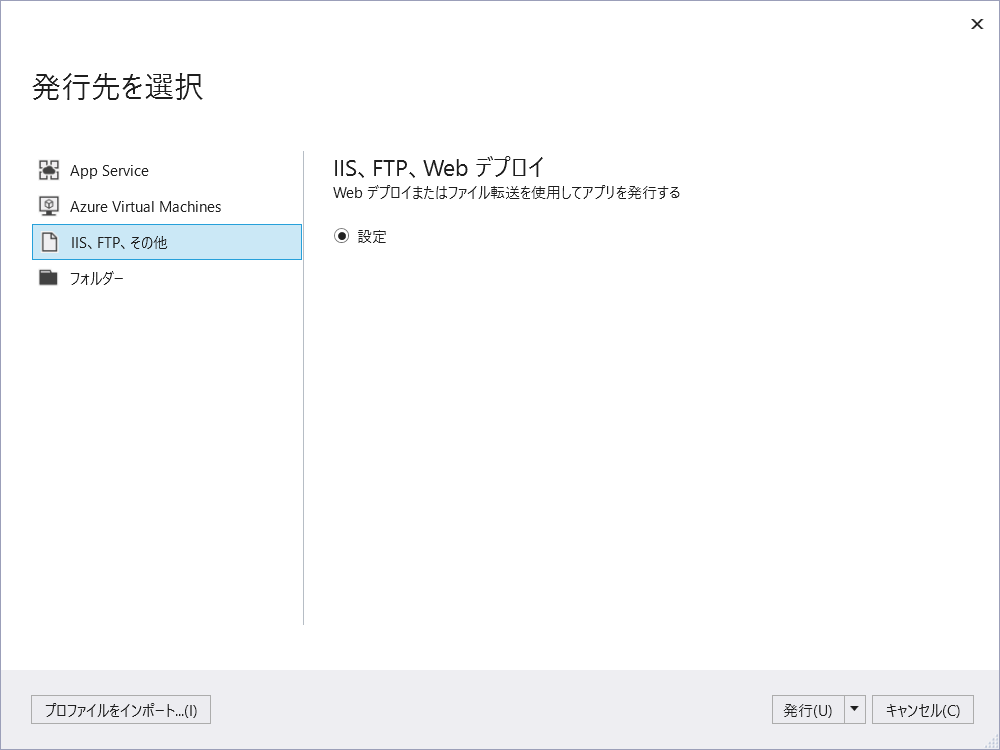 発行先を選択
App Service
Azure Virtual Machines
IIS、FTP、その他
フォルダー
IIS、FTP、Web デプロイ
Web デプロイまたはファイル転送を使用してアプリを発行する
設定
プロファイルをインポート...(I)
発行(U)
キャンセル(C)